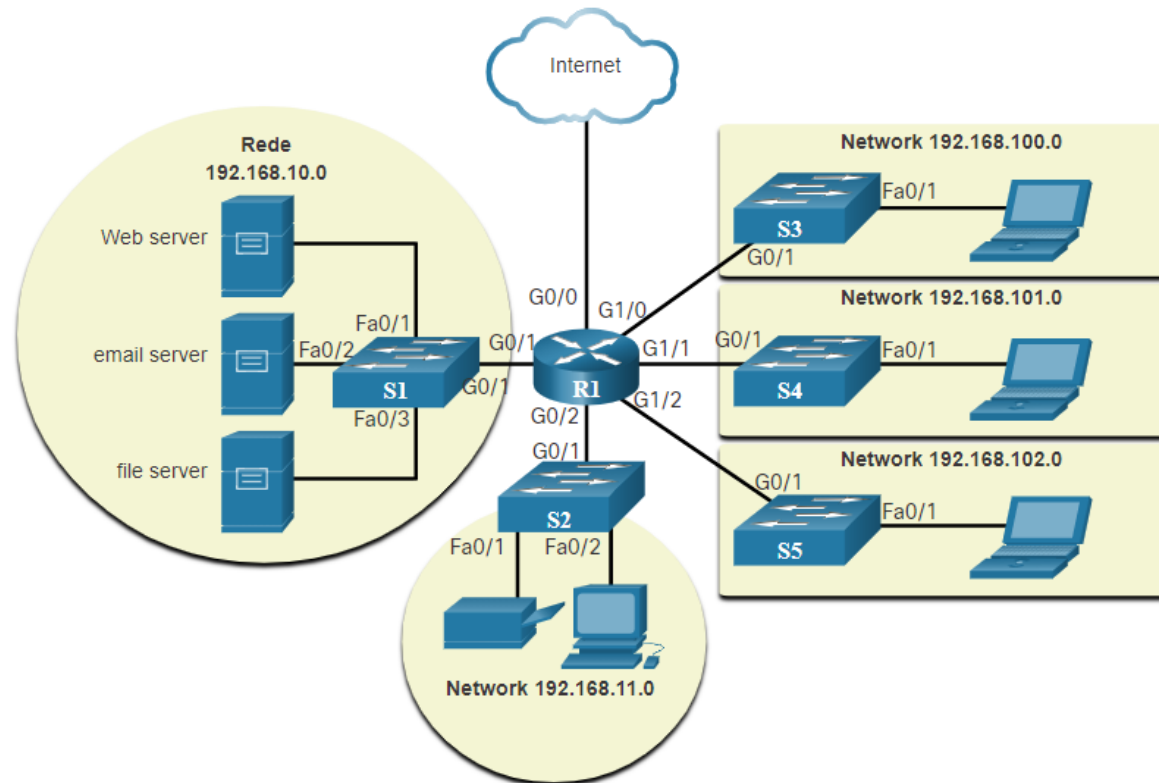 Internet
Rede
192.168.10.0
Web server
email server
file server
Fa0/1
Fa0/2
Fa0/3
S1
G0/1
G0/1
G0/0
G1/0
G1/1
G1/2
G0/2
R1
G0/1
S2
Fa0/1
Fa0/2
Network 192.168.11.0
Network 192.168.100.0
S3
G0/1
Fa0/1
Network 192.168.101.0
G0/1
S4
Fa0/1
Network 192.168.102.0
G0/1
S5
Fa0/1